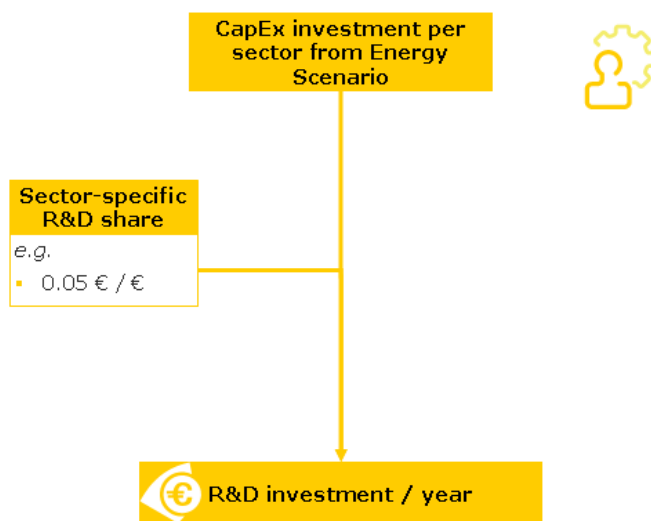 CapEx investment per
sector from Energy
Scenario
Sector-specific
R&D share
e.g.
▪ 0.05 € / €
€ R&D investment / year